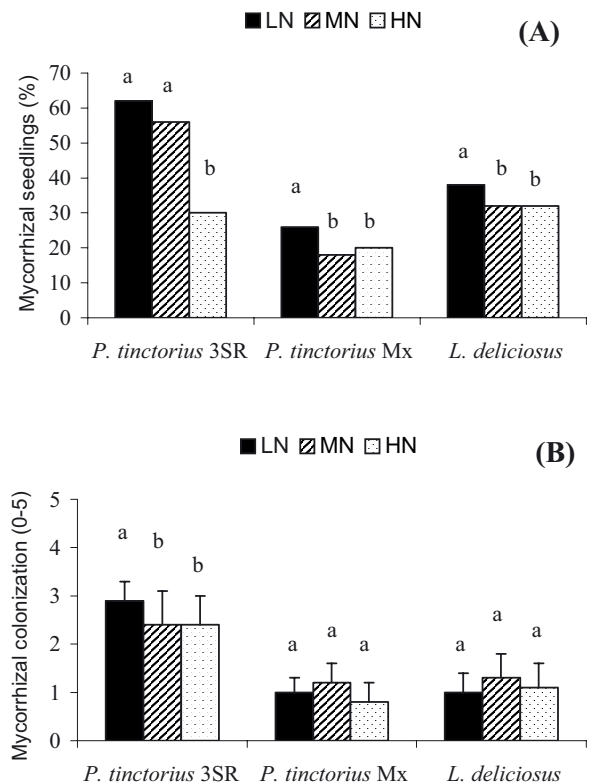 LN MN HN
(A)
Mycorrhizal seedlings (%)
70
60
50
40
30
20
10
0
a a b
a b b
a b b
P. tinctorius 3SR P. tinctorius Mx L. deliciosus
LN MN HN
(B)
Mycorrhizal colonization (0-5)
5
4
3
2
1
0
a b b
a a a
a a a
P. tinctorius 3SR P. tinctorius Mx L. deliciosus